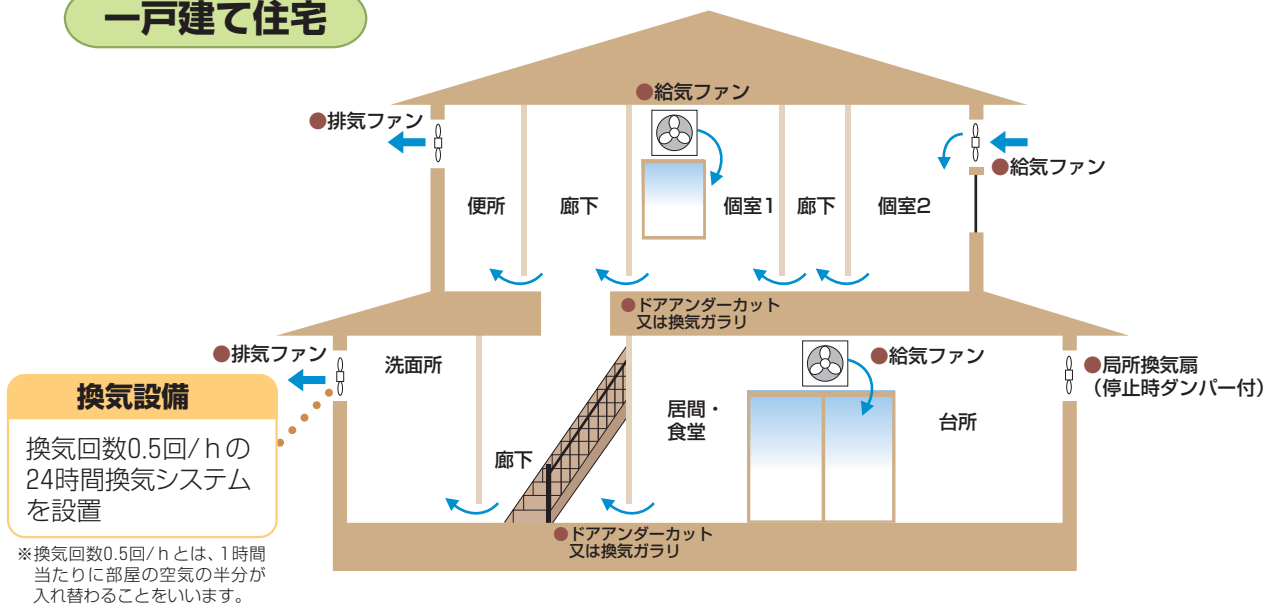 一戸建て住宅
●給気ファン
●排気ファン
●給気ファン
便所
廊下
個室1
廊下
個室2
●ドアアンダーカット
又は換気ガラリ
●排気ファン
洗面所
●給気ファン
●局所換気扇
(停止時ダンパー付)
居間・
食堂
台所
廊下
●ドアアンダーカット
又は換気ガラリ
換気設備
換気回数0.5回/hの
24時間換気システム
を設置
※換気回数0.5回/hとは、1時間
当たりに部屋の空気の半分が
入れ替わることをいいます。